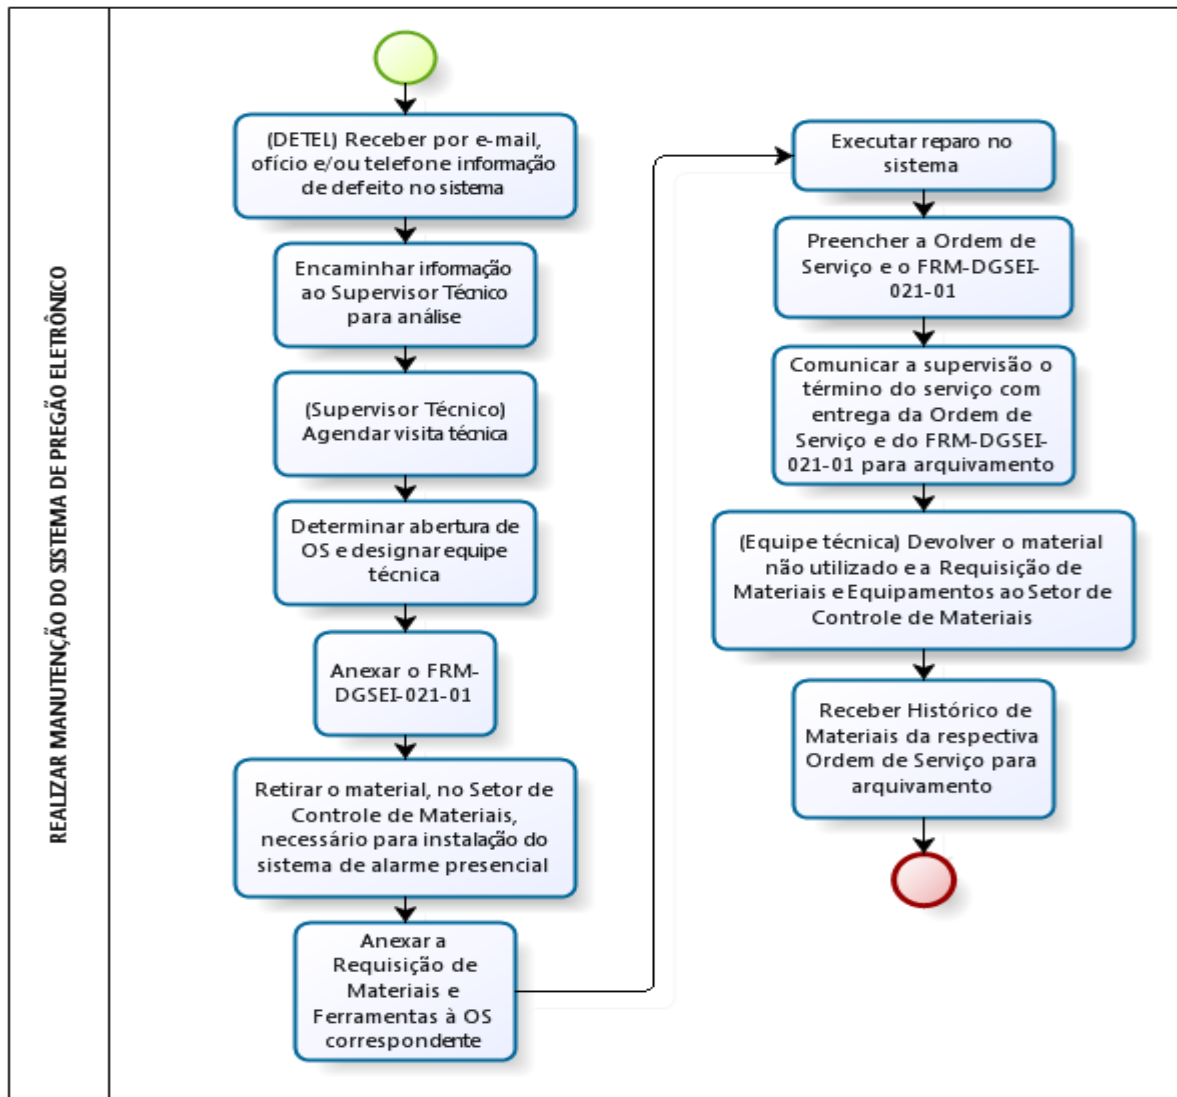 REALIZAR MANUTENÇÃO DO SISTEMA DE PREGÃO ELETRÔNICO
(DETEL) Receber por e-mail,
ofício e/ou telefone informação
de defeito no sistema
Encaminhar informação
ao Supervisor Técnico
para análise
(Supervisor Técnico)
Agendar visita técnica
Determinar abertura de
OS e designar equipe
técnica
Anexar o FRM-
DGSEI-021-01
Retirar o material, no Setor de
Controle de Materiais,
necessário para instalação do
sistema de alarme presencial
Anexar a
Requisição de
Materiais e
Ferramentas à OS
correspondente
Executar reparo no
sistema
Preencher a Ordem de
Serviço e o FRM-DGSEI-
021-01
Comunicar a supervisão o
término do serviço com
entrega da Ordem de
Serviço e do FRM-DGSEI-
021-01 para arquivamento
(Equipe técnica) Devolver o material
não utilizado e a Requisição de
Materiais e Equipamentos ao Setor de
Controle de Materiais
Receber Histórico de
Materiais da respectiva
Ordem de Serviço para
arquivamento